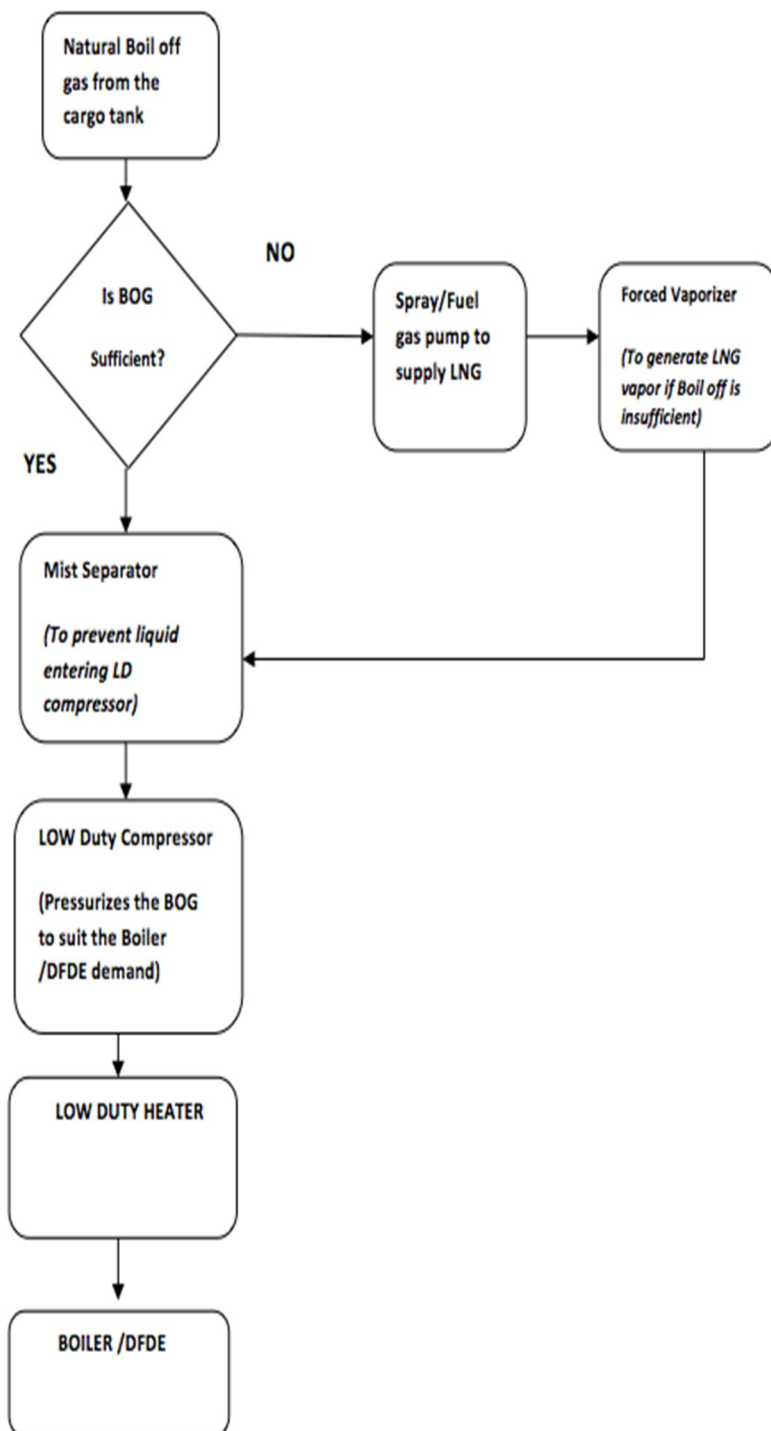 Natural Boil off
gas from the
cargo tank
NO
Is BOG
Sufficient?
Spray/Fuel
gas pump to
supply LNG
Forced Vaporizer
(To generate LNG
vapor if Boil off is
insufficient)
YES
Mist Separator
(To prevent liquid
entering LD
compressor)
LOW Duty Compressor
(Pressurizes the BOG
to suit the Boiler
/DFDE demand)
LOW DUTY HEATER
BOILER /DFDE